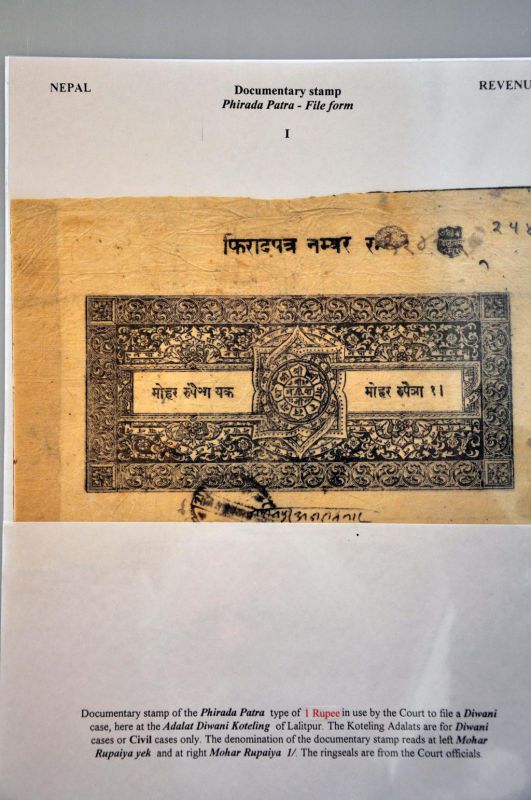 NEPAL
Documentary stamp
REVENU
Phirada Patra - File form
I
फिरादपत्र नम्बर
२५४
मोहर रुपैञा यक
मोहर रुपैञा १।
Documentary stamp of the Phirada Patra type of 1 Rupee in use by the Court to file a Diwani
case, here at the Adalat Diwani Koteling of Lalitpur. The Koteling Adalats are for Diwani
cases or Civil cases only. The denomination of the documentary stamp reads at left Mohar
Rupaiya yek and at right Mohar Rupaiya 1/. The ringseals are from the Court officials.